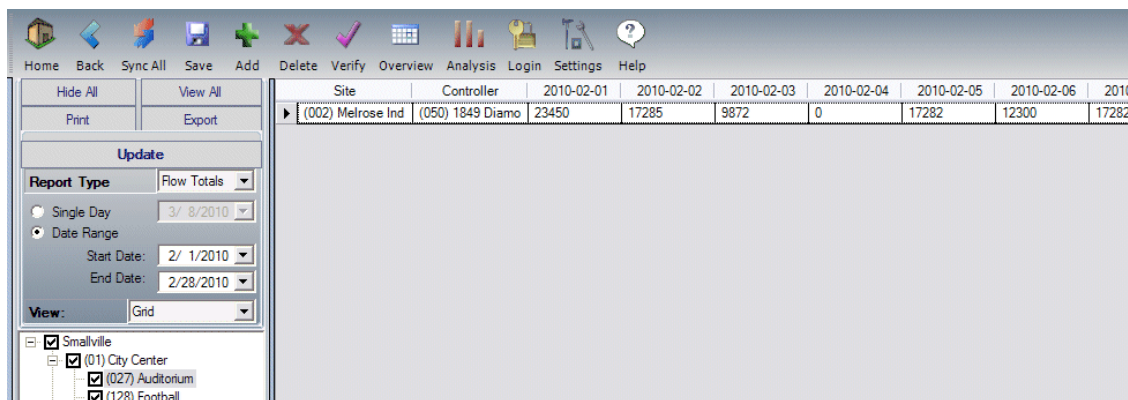 Home Back Sync All Save Add Delete Verify Overview Analysis Login Settings Help
Hide All View All
Print Export
Update
Report Type Flow Totals
Single Day 3/ 8/2010
Date Range
Start Date: 2/ 1/2010
End Date: 2/28/2010
View: Grid
Smallville
(01) City Center
(027) Auditorium
(128) Football
Site Controller 2010-02-01 2010-02-02 2010-02-03 2010-02-04 2010-02-05 2010-02-06 2010
(002) Melrose Ind (050) 1849 Diamo 23450 17285 9872 0 17282 12300 17282